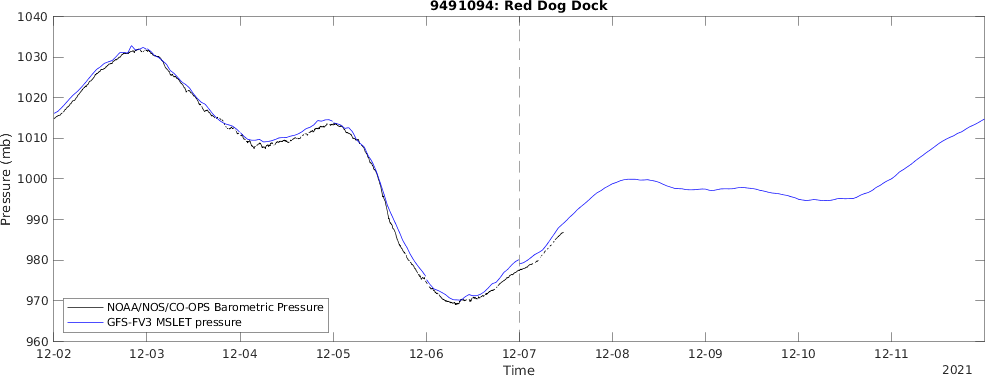 9491094: Red Dog Dock
1040
1030
1020
1010
1000
990
980
970
960
Pressure (mb)
NOAA/NOS/CO-OPS Barometric Pressure
GFS-FV3 MSLET pressure
12-02 12-03 12-04 12-05 12-06 12-07 12-08 12-09 12-10 12-11
Time
2021